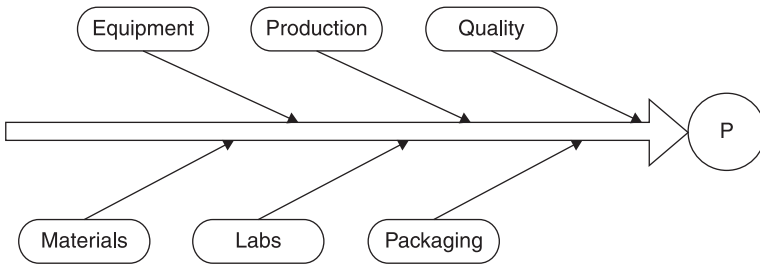 Equipment
Production
Quality
P
Materials
Labs
Packaging